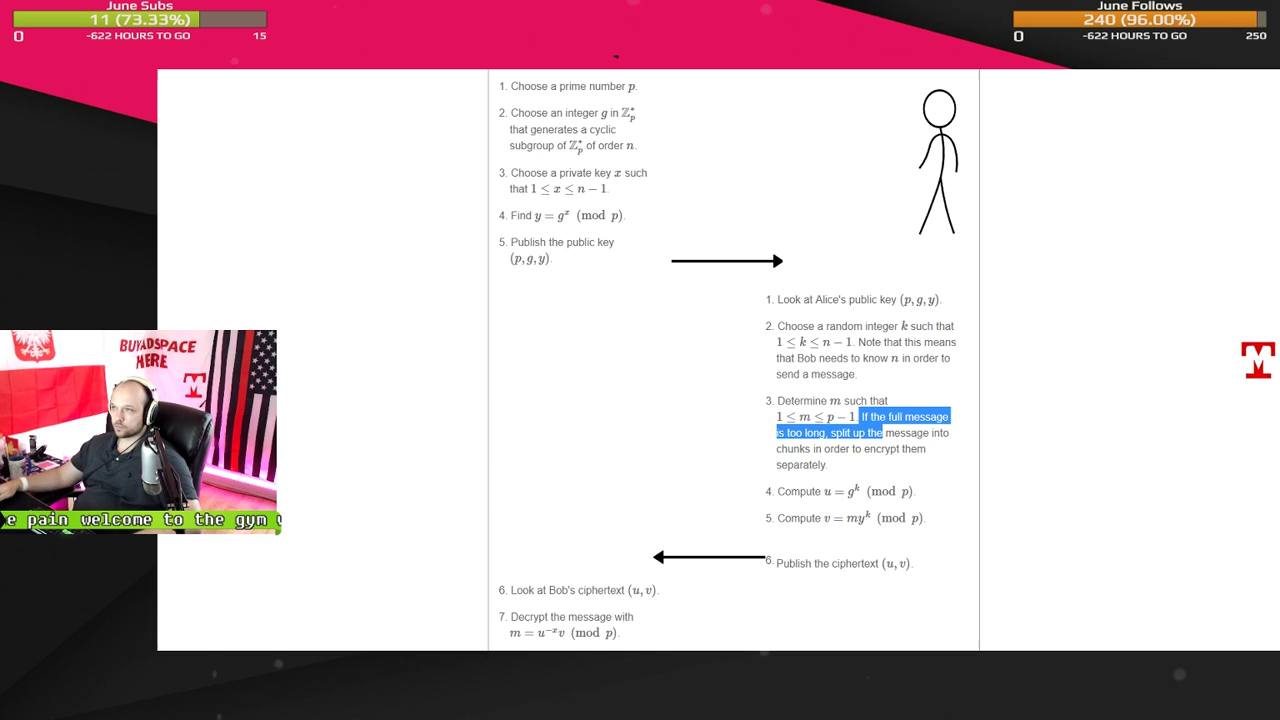 June Subs
11 (73.33%)
0 -622 HOURS TO GO 15
June Follows
240 (96.00%)
0 -622 HOURS TO GO 250
1. Choose a prime number p.
2. Choose an integer g in ℤ*ₚ
that generates a cyclic
subgroup of ℤ*ₚ of order n.
3. Choose a private key x such
that 1 ≤ x ≤ n − 1.
4. Find y = gˣ (mod p).
5. Publish the public key
(p, g, y).
1. Look at Alice's public key (p, g, y).
2. Choose a random integer k such that
1 ≤ k ≤ n − 1. Note that this means
that Bob needs to know n in order to
send a message.
3. Determine m such that
1 ≤ m ≤ p − 1 If the full message
is too long, split up the message into
chunks in order to encrypt them
separately.
4. Compute u = gᵏ (mod p).
5. Compute v = myᵏ (mod p).
6. Publish the ciphertext (u, v).
6. Look at Bob's ciphertext (u, v).
7. Decrypt the message with
m = u⁻ˣv (mod p).
BUY ADSPACE
HERE
e pain welcome to the gym